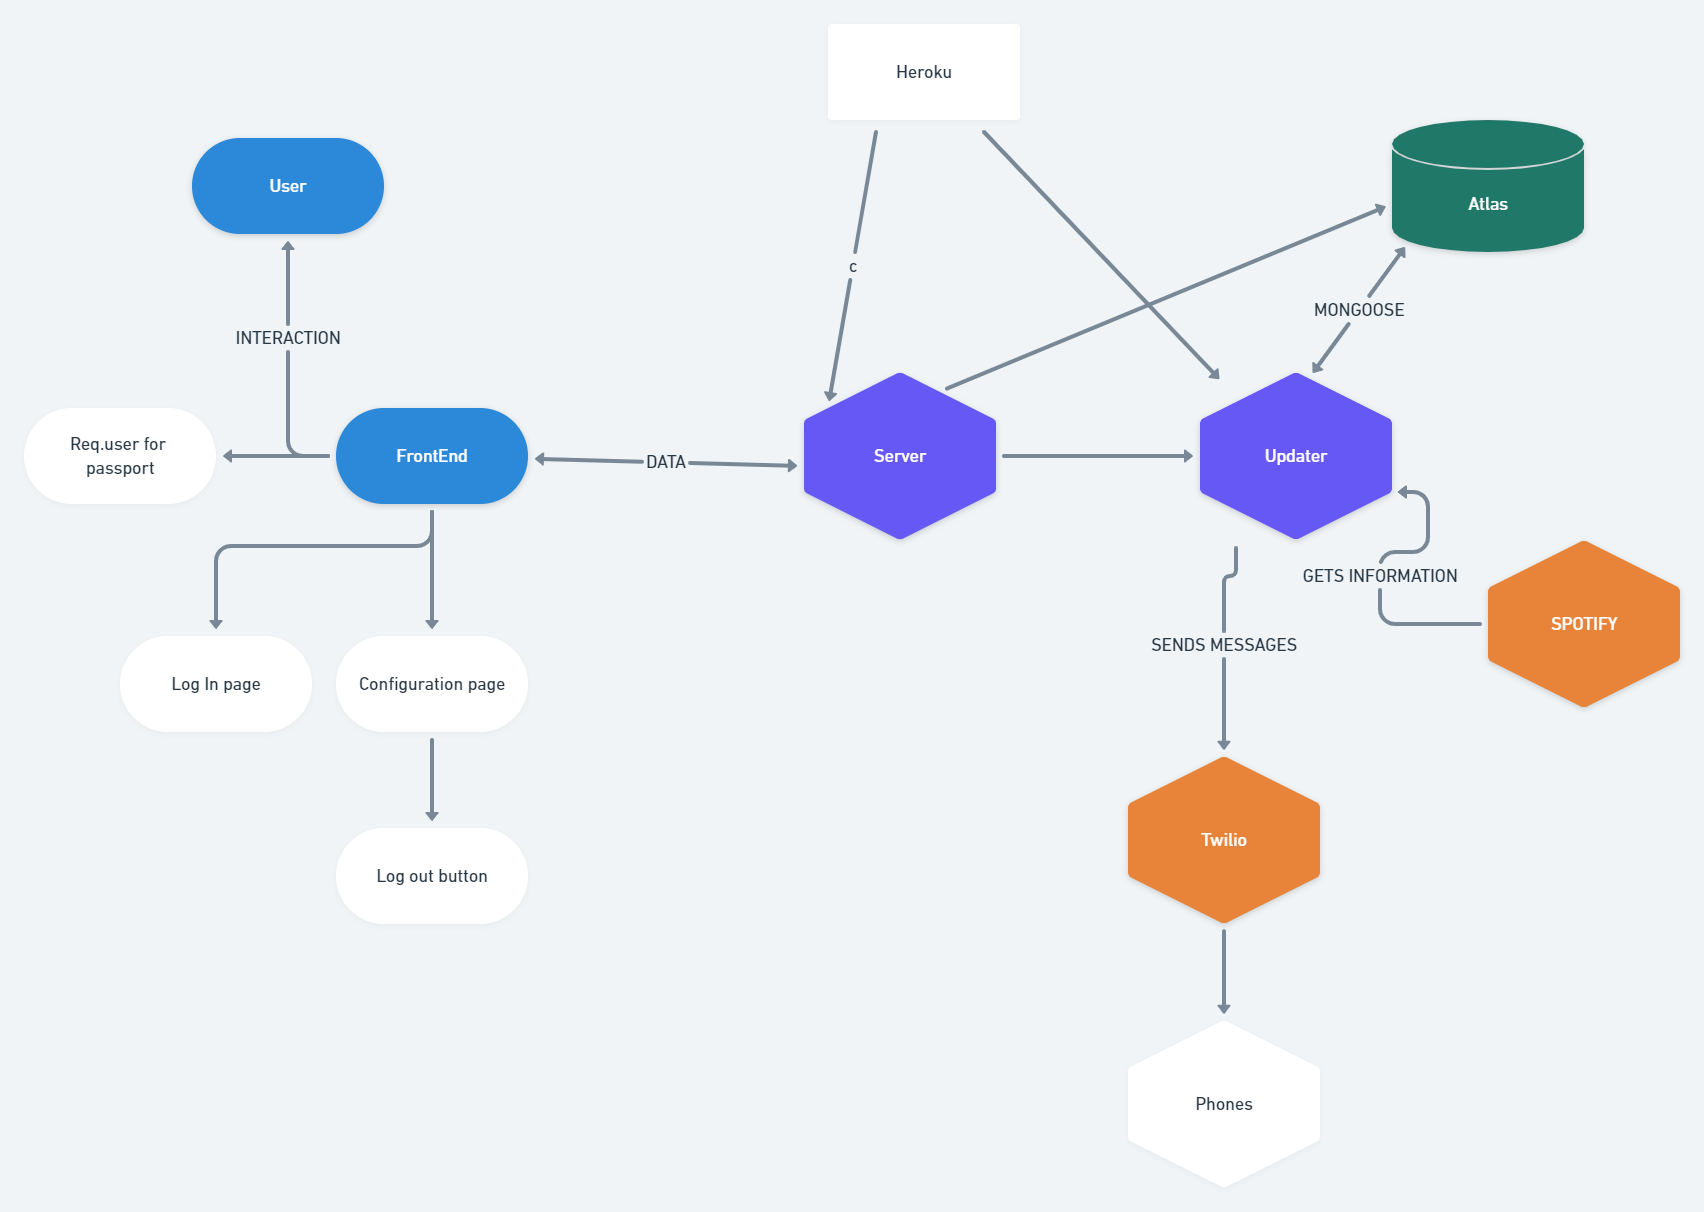 Heroku
User
Atlas
c
MONGOOSE
INTERACTION
Req.user for
passport
FrontEnd
DATA
Server
Updater
GETS INFORMATION
SPOTIFY
SENDS MESSAGES
Log In page
Configuration page
Twilio
Log out button
Phones